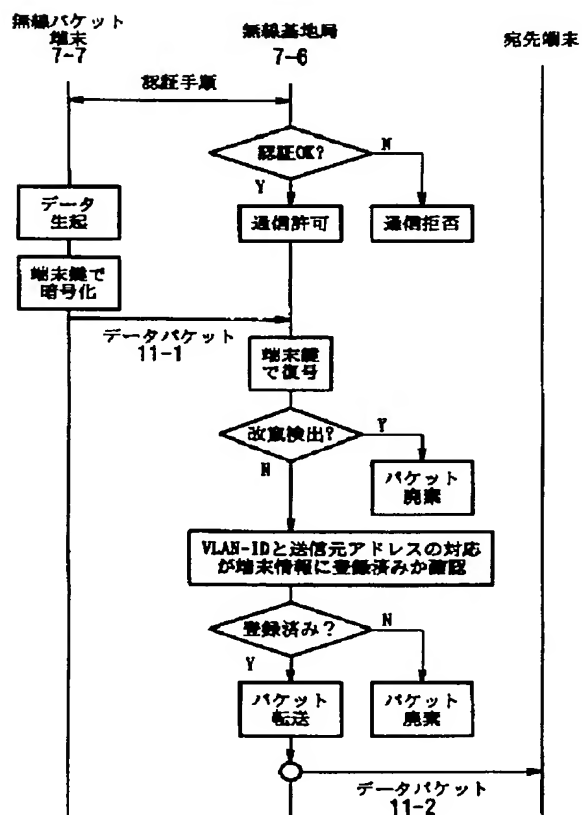 無線パケット
端末
7-7
無線基地局
7-6
宛先端末
認証手順
認証OK?
N
Y
データ
生起
通信許可
通信拒否
端末鍵で
暗号化
データパケット
11-1
端末鍵
で復号
改竄検出?
Y
N
パケット
廃棄
VLAN-IDと送信元アドレスの対応
が端末情報に登録済みか確認
登録済み?
N
Y
パケット
転送
パケット
廃棄
データパケット
11-2